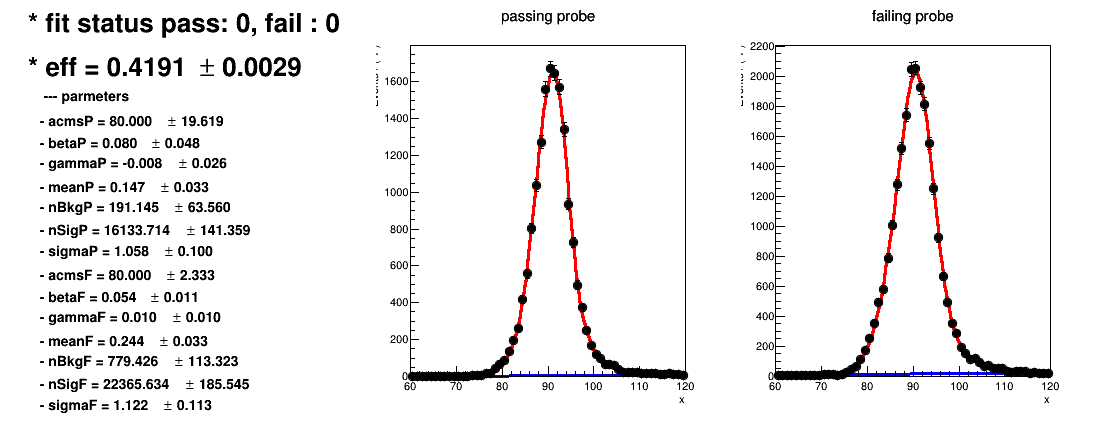 * fit status pass: 0, fail : 0
* eff = 0.4191 ± 0.0029
--- parmeters
- acmsP = 80.000 ± 19.619
- betaP = 0.080 ± 0.048
- gammaP = -0.008 ± 0.026
- meanP = 0.147 ± 0.033
- nBkgP = 191.145 ± 63.560
- nSigP = 16133.714 ± 141.359
- sigmaP = 1.058 ± 0.100
- acmsF = 80.000 ± 2.333
- betaF = 0.054 ± 0.011
- gammaF = 0.010 ± 0.010
- meanF = 0.244 ± 0.033
- nBkgF = 779.426 ± 113.323
- nSigF = 22365.634 ± 185.545
- sigmaF = 1.122 ± 0.113
passing probe
1600
1400
1200
1000
800
600
400
200
0
60 70 80 90 100 110 120
x
failing probe
2200
2000
1800
1600
1400
1200
1000
800
600
400
200
0
60 70 80 90 100 110 120
x